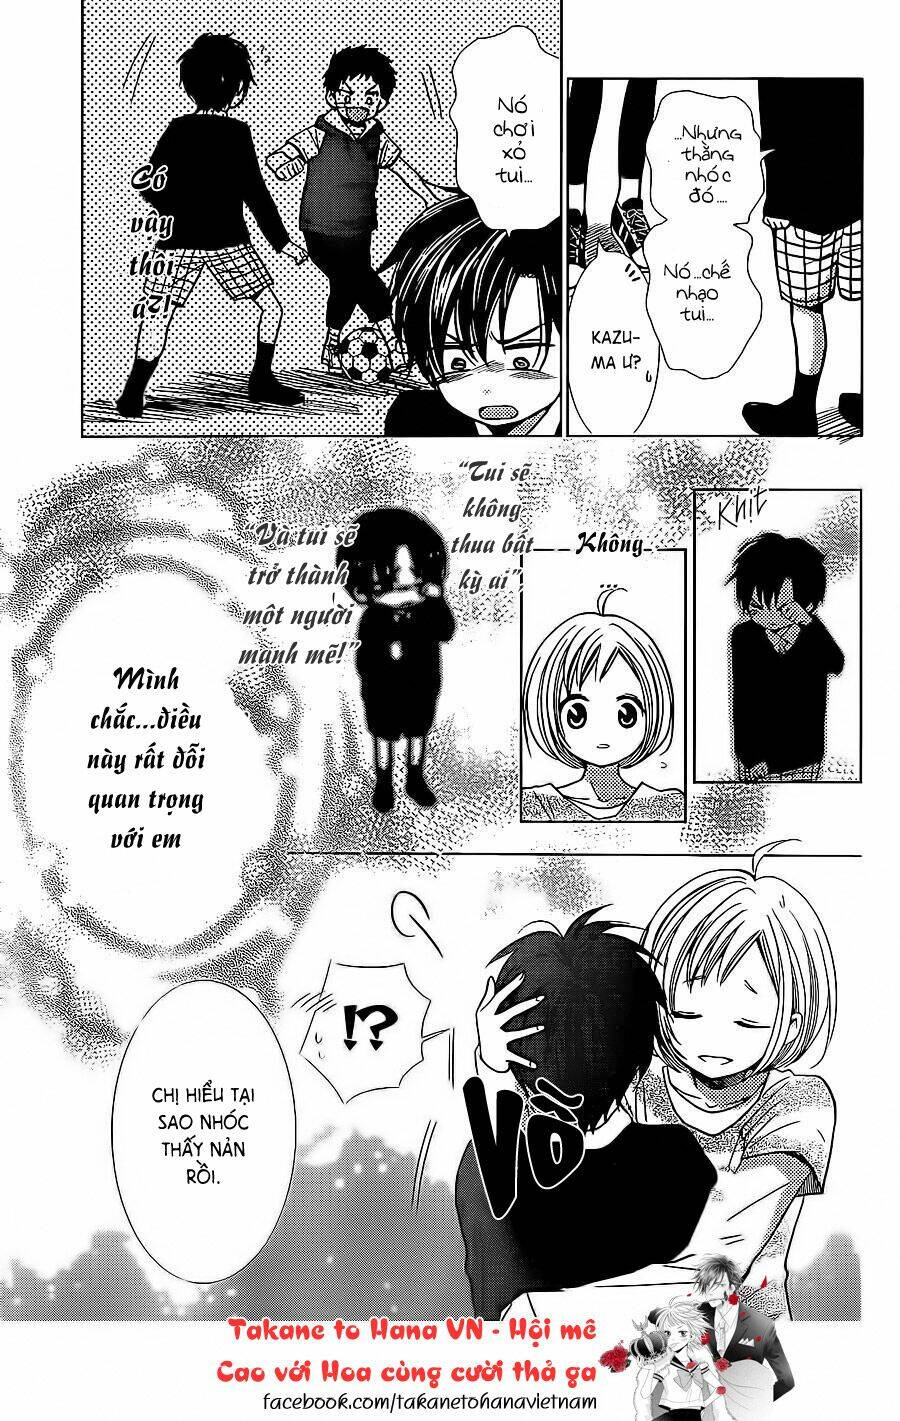 ...Nhưng
thằng
nhóc
đó....
Nó...chế
nhạo
tui...
KAZU-
MA Ư?
Nó
chơi
xỏ
tui...
Có
vậy
thôi
á?!
Khịt
Không
...
“Tui sẽ
không
thua bất
kỳ ai”
“Và tui sẽ
trở thành
một người
mạnh mẽ!”
Mình
chắc...điều
này rất đỗi
quan trọng
với em
!?
Vồ
CHỊ HIỂU TẠI
SAO NHÓC
THẤY NẢN
RỒI.
Takane to Hana VN - Hội mê
Cao với Hoa cùng cười thả ga
facebook.com/takanetohanavietnam